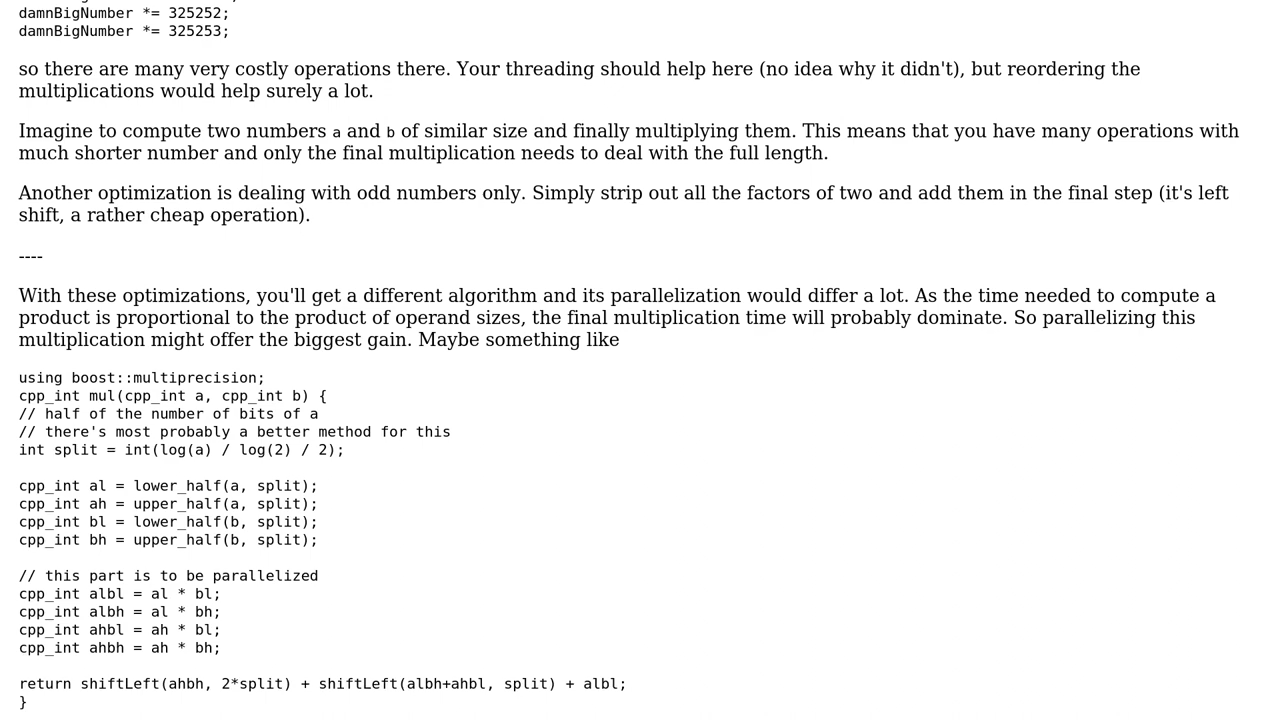 damnBigNumber *= 325252;
damnBigNumber *= 325253;
so there are many very costly operations there. Your threading should help here (no idea why it didn't), but reordering the
multiplications would help surely a lot.
Imagine to compute two numbers a and b of similar size and finally multiplying them. This means that you have many operations with
much shorter number and only the final multiplication needs to deal with the full length.
Another optimization is dealing with odd numbers only. Simply strip out all the factors of two and add them in the final step (it's left
shift, a rather cheap operation).
----
With these optimizations, you'll get a different algorithm and its parallelization would differ a lot. As the time needed to compute a
product is proportional to the product of operand sizes, the final multiplication time will probably dominate. So parallelizing this
multiplication might offer the biggest gain. Maybe something like
using boost::multiprecision;
cpp_int mul(cpp_int a, cpp_int b) {
// half of the number of bits of a
// there's most probably a better method for this
int split = int(log(a) / log(2) / 2);
cpp_int al = lower_half(a, split);
cpp_int ah = upper_half(a, split);
cpp_int bl = lower_half(b, split);
cpp_int bh = upper_half(b, split);
// this part is to be parallelized
cpp_int albl = al * bl;
cpp_int albh = al * bh;
cpp_int ahbl = ah * bl;
cpp_int ahbh = ah * bh;
return shiftLeft(ahbh, 2*split) + shiftLeft(albh+ahbl, split) + albl;
}